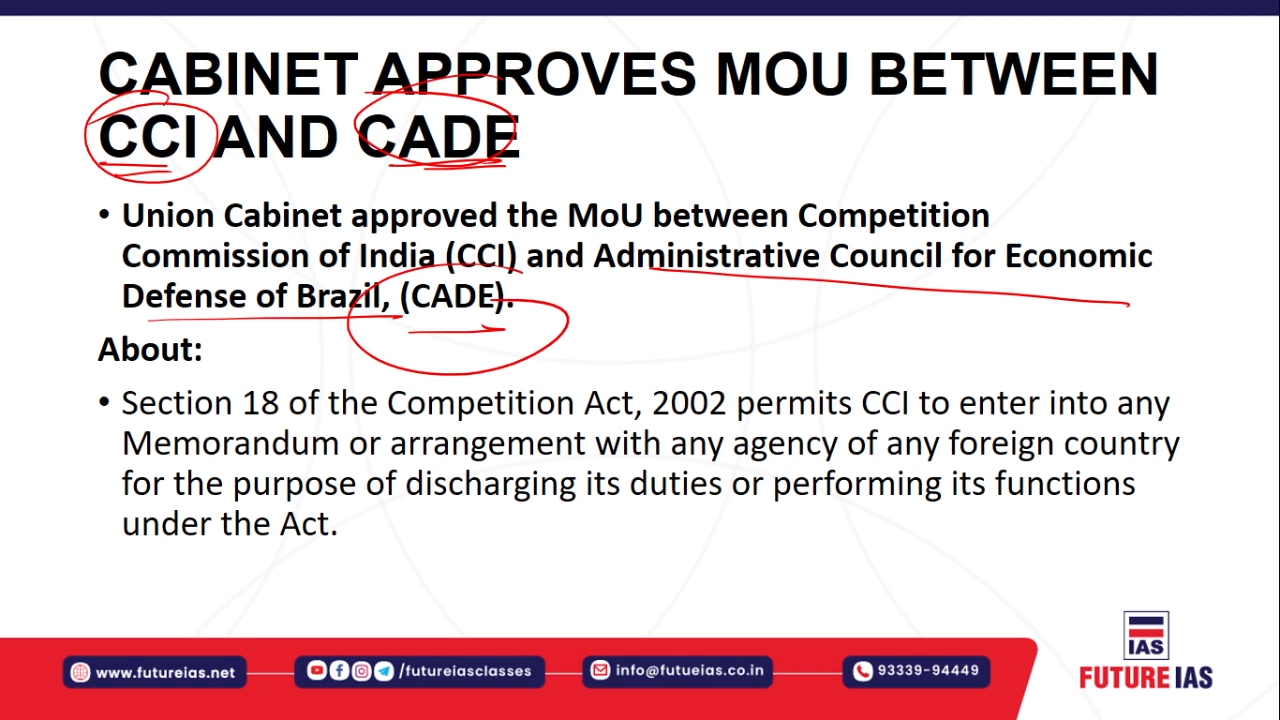 CABINET APPROVES MOU BETWEEN
CCI AND CADE
• Union Cabinet approved the MoU between Competition
Commission of India (CCI) and Administrative Council for Economic
Defense of Brazil, (CADE).
About:
• Section 18 of the Competition Act, 2002 permits CCI to enter into any
Memorandum or arrangement with any agency of any foreign country
for the purpose of discharging its duties or performing its functions
under the Act.
IAS
FUTURE IAS
www.futureias.net
/futureiasclasses
info@futueias.co.in
93339-94449